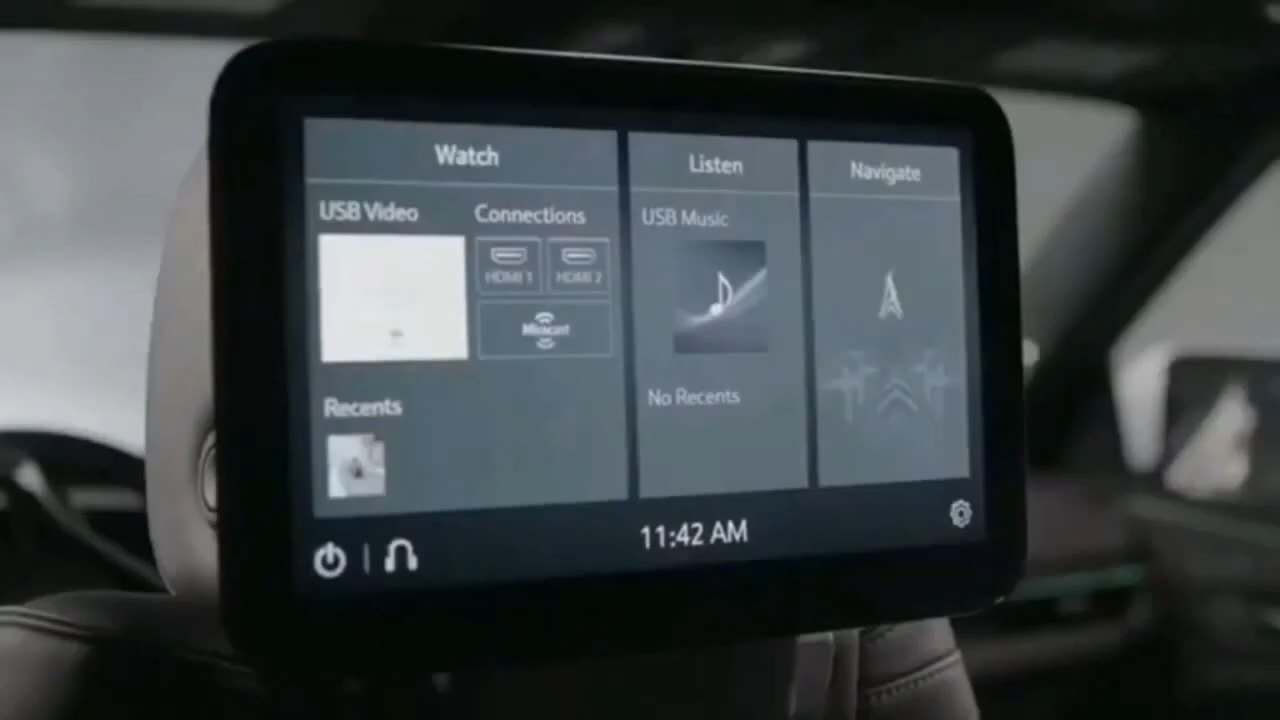 Watch
USB Video
Connections
HDMI 1
HDMI 2
Miracast
Recents
Listen
USB Music
No Recents
Navigate
11:42 AM